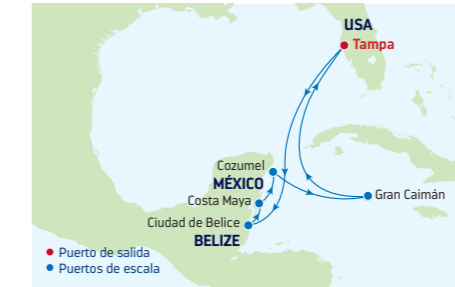 USA
Tampa
Cozumel
MÉXICO
Costa Maya
Gran Caimán
Ciudad de Belice
BELIZE
Puerto de salida
Puertos de escala